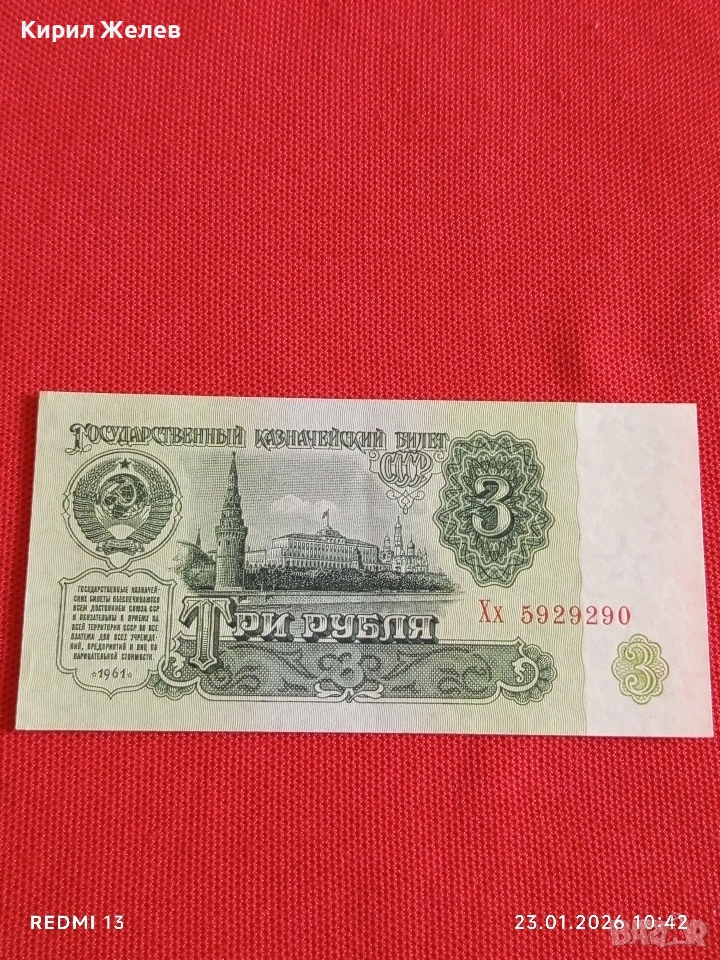 Кирил Желев
ГОСУДАРСТВЕННЫЙ КАЗНАЧЕЙСКИЙ БИЛЕТ
СССР
3
ГОСУДАРСТВЕННЫЕ КАЗНАЧЕЙ-
СКИЕ БИЛЕТЫ ОБЕСПЕЧИВАЮТСЯ
ВСЕМ ДОСТОЯНИЕМ СОЮЗА ССР
И ОБЯЗАТЕЛЬНЫ К ПРИЕМУ НА
ВСЕЙ ТЕРРИТОРИИ СССР ВО ВСЕ
ПЛАТЕЖИ ДЛЯ ВСЕХ УЧРЕЖДЕ-
НИЙ, ПРЕДПРИЯТИЙ И ЛИЦ ПО
НАРИЦАТЕЛЬНОЙ СТОИМОСТИ.
*1961*
ТРИ РУБЛЯ
Хх 5929290
3
3
REDMI 13
23.01.2026 10:42
BAZAR